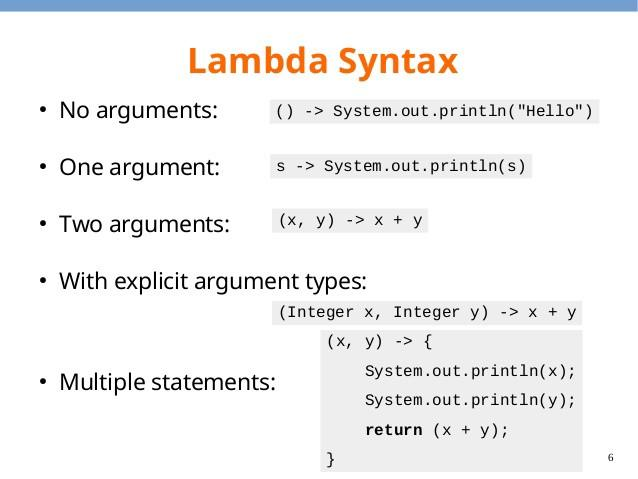 Lambda Syntax
• No arguments: () -> System.out.println("Hello")
• One argument: s -> System.out.println(s)
• Two arguments: (x, y) -> x + y
• With explicit argument types:
(Integer x, Integer y) -> x + y
• Multiple statements:
(x, y) -> {
    System.out.println(x);
    System.out.println(y);
    return (x + y);
}
6